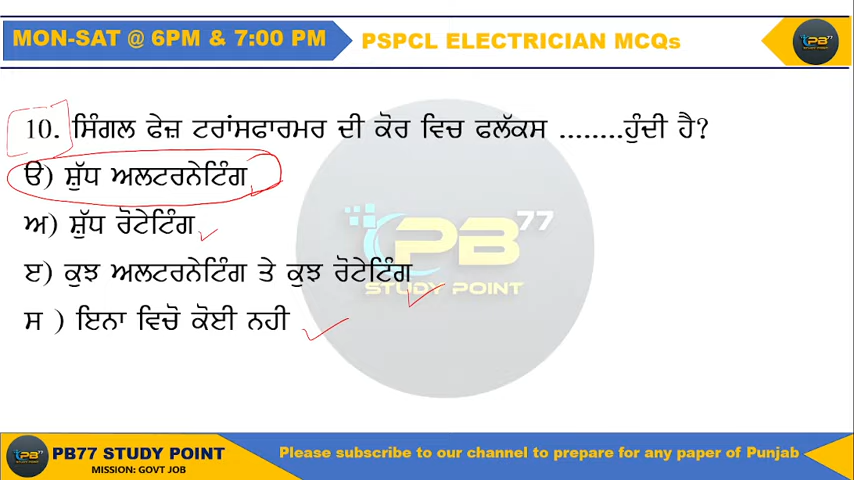 MON-SAT @ 6PM & 7:00 PM
PSPCL ELECTRICIAN MCQs
PB77
STUDY POINT
10. ਸਿੰਗਲ ਫੇਜ਼ ਟਰਾਂਸਫਾਰਮਰ ਦੀ ਕੋਰ ਵਿਚ ਫਲੱਕਸ ........ਹੁੰਦੀ ਹੈ?
ੳ) ਸ਼ੁੱਧ ਅਲਟਰਨੇਟਿੰਗ
ਅ) ਸ਼ੁੱਧ ਰੋਟੇਟਿੰਗ
ੲ) ਕੁਝ ਅਲਟਰਨੇਟਿੰਗ ਤੇ ਕੁਝ ਰੋਟੇਟਿੰਗ
ਸ ) ਇਨਾ ਵਿਚੋ ਕੋਈ ਨਹੀ
PB77
STUDY POINT
PB77 STUDY POINT
MISSION: GOVT JOB
Please subscribe to our channel to prepare for any paper of Punjab